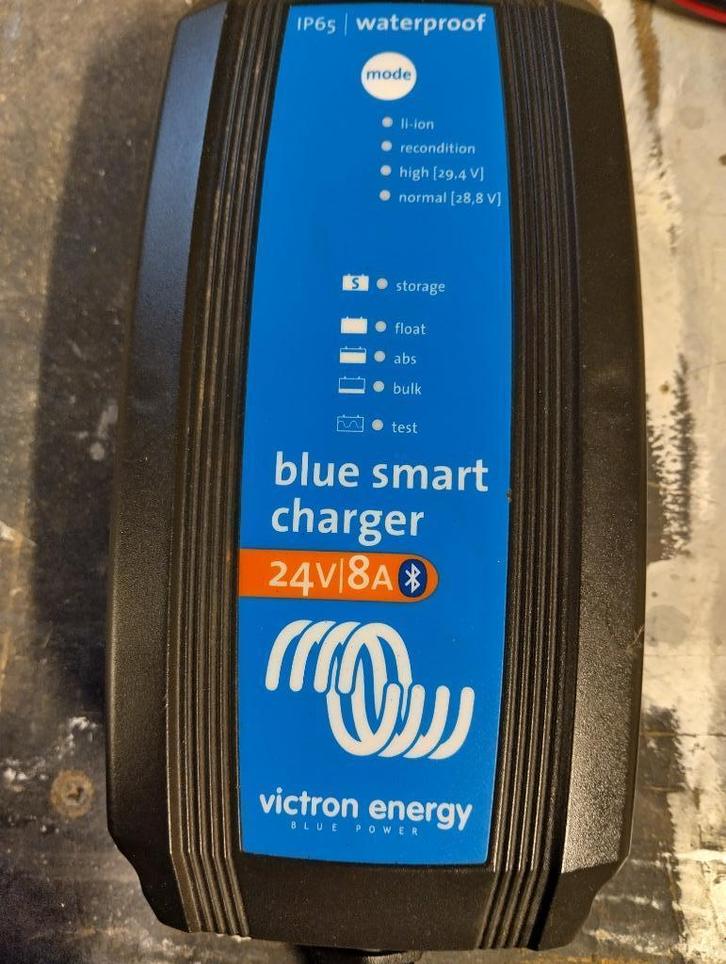 IP65 | waterproof
mode
li-ion
recondition
high [29,4 V]
normal [28,8 V]
S storage
float
abs
bulk
test
blue smart
charger
24V|8A
victron energy
BLUE POWER